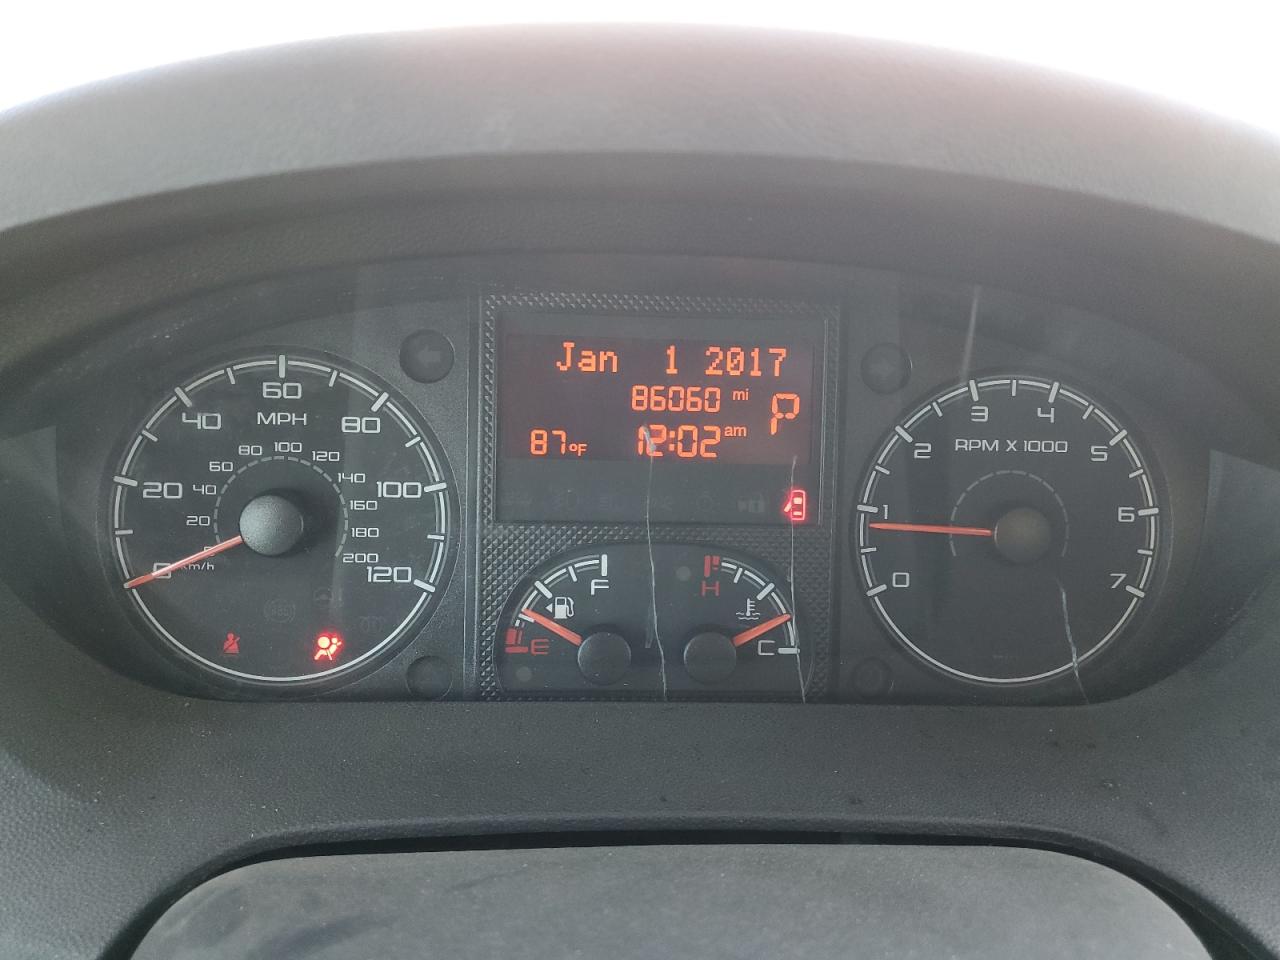 Jan 1 2017
86060 mi
P
87°F 12:02 am
MPH
0 20 40 60 80 100 120
20 40 60 80 100 120 140 160 180 200
km/h
F
E
H
C
RPM X 1000
0 1 2 3 4 5 6 7